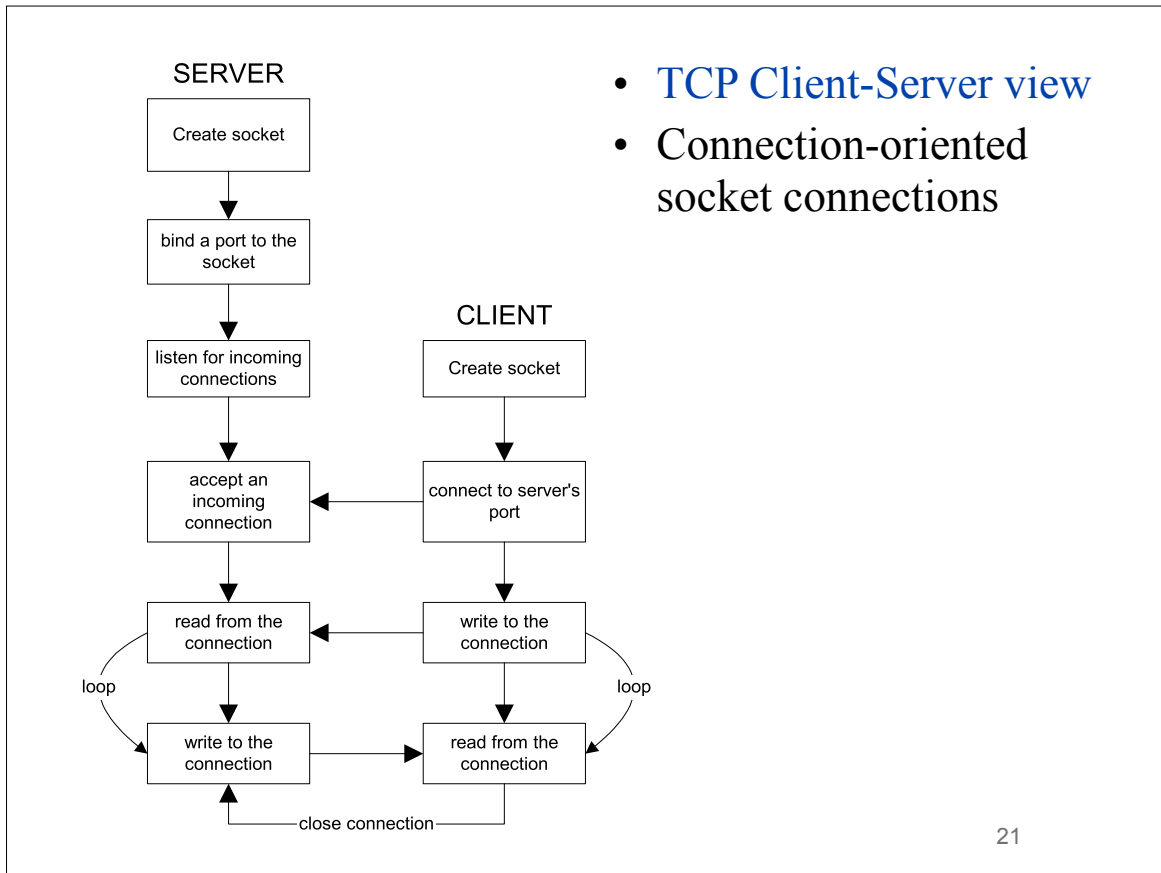 SERVER
Create socket
bind a port to the
socket
listen for incoming
connections
accept an
incoming
connection
read from the
connection
loop
write to the
connection
CLIENT
Create socket
connect to server's
port
write to the
connection
loop
read from the
connection
close connection
• TCP Client-Server view
• Connection-oriented
socket connections
21